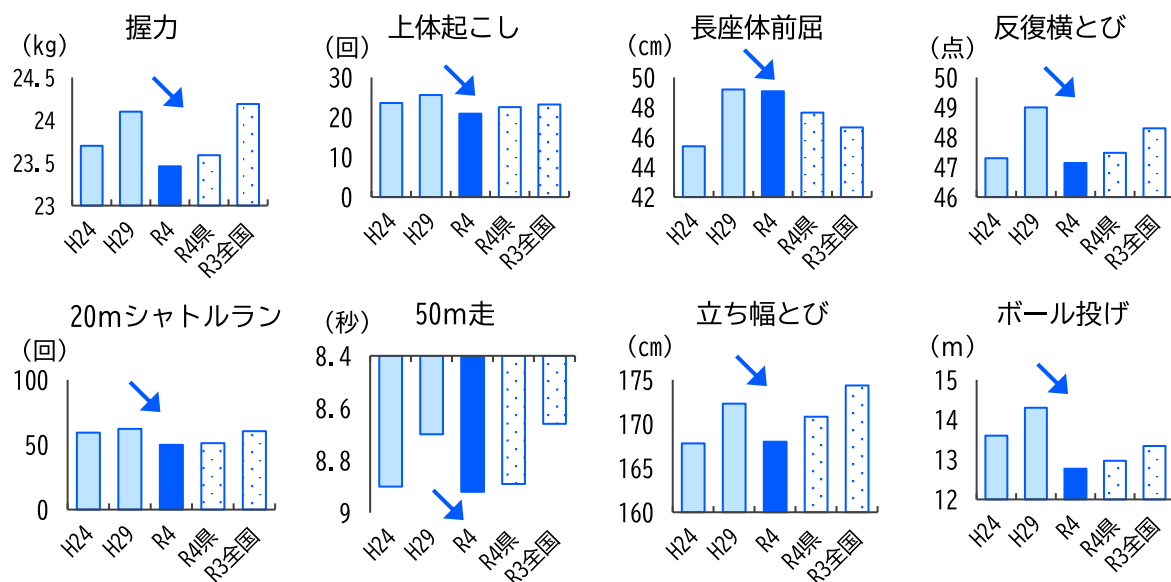 握力
(kg)
24.5
24
23.5
23
H24
H29
R4
R4県
R3全国
上体起こし
(回)
30
20
10
0
H24
H29
R4
R4県
R3全国
長座体前屈
(cm)
50
48
46
44
42
H24
H29
R4
R4県
R3全国
反復横とび
(点)
50
49
48
47
46
H24
H29
R4
R4県
R3全国
20mシャトルラン
(回)
100
50
0
H24
H29
R4
R4県
R3全国
50m走
(秒)
8.4
8.6
8.8
9
H24
H29
R4
R4県
R3全国
立ち幅とび
(cm)
175
170
165
160
H24
H29
R4
R4県
R3全国
ボール投げ
(m)
15
14
13
12
H24
H29
R4
R4県
R3全国